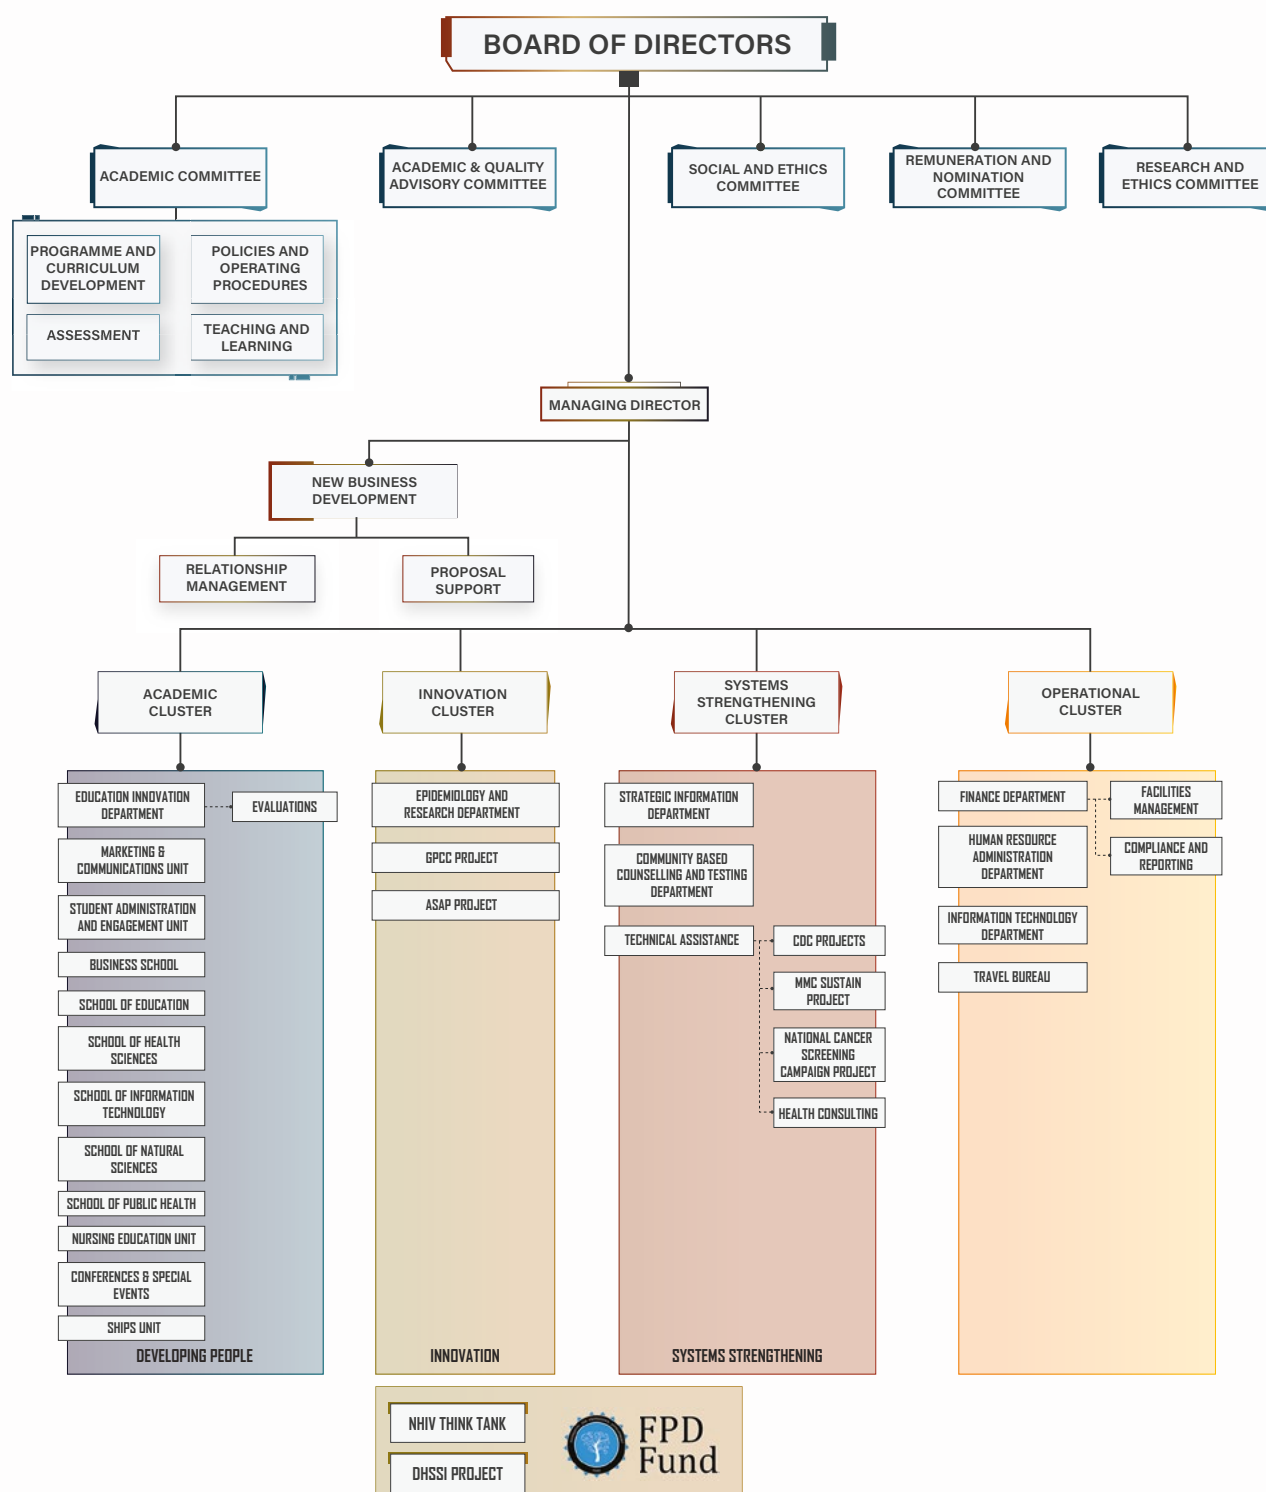 BOARD OF DIRECTORS
ACADEMIC COMMITTEE
ACADEMIC & QUALITY
ADVISORY COMMITTEE
SOCIAL AND ETHICS
COMMITTEE
REMUNERATION AND
NOMINATION
COMMITTEE
RESEARCH AND
ETHICS COMMITTEE
PROGRAMME AND
CURRICULUM
DEVELOPMENT
POLICIES AND
OPERATING
PROCEDURES
ASSESSMENT
TEACHING AND
LEARNING
MANAGING DIRECTOR
NEW BUSINESS
DEVELOPMENT
RELATIONSHIP
MANAGEMENT
PROPOSAL
SUPPORT
ACADEMIC
CLUSTER
INNOVATION
CLUSTER
SYSTEMS
STRENGTHENING
CLUSTER
OPERATIONAL
CLUSTER
EDUCATION INNOVATION
DEPARTMENT
EVALUATIONS
MARKETING &
COMMUNICATIONS UNIT
STUDENT ADMINISTRATION
AND ENGAGEMENT UNIT
BUSINESS SCHOOL
SCHOOL OF EDUCATION
SCHOOL OF HEALTH
SCIENCES
SCHOOL OF INFORMATION
TECHNOLOGY
SCHOOL OF NATURAL
SCIENCES
SCHOOL OF PUBLIC HEALTH
NURSING EDUCATION UNIT
CONFERENCES & SPECIAL
EVENTS
SHIPS UNIT
DEVELOPING PEOPLE
EPIDEMIOLOGY AND
RESEARCH DEPARTMENT
GPCC PROJECT
ASAP PROJECT
INNOVATION
STRATEGIC INFORMATION
DEPARTMENT
COMMUNITY BASED
COUNSELLING AND TESTING
DEPARTMENT
TECHNICAL ASSISTANCE
CDC PROJECTS
MMC SUSTAIN
PROJECT
NATIONAL CANCER
SCREENING
CAMPAIGN PROJECT
HEALTH CONSULTING
SYSTEMS STRENGTHENING
FINANCE DEPARTMENT
FACILITIES
MANAGEMENT
COMPLIANCE AND
REPORTING
HUMAN RESOURCE
ADMINISTRATION
DEPARTMENT
INFORMATION TECHNOLOGY
DEPARTMENT
TRAVEL BUREAU
NHIV THINK TANK
DHSSI PROJECT
FPD
Fund